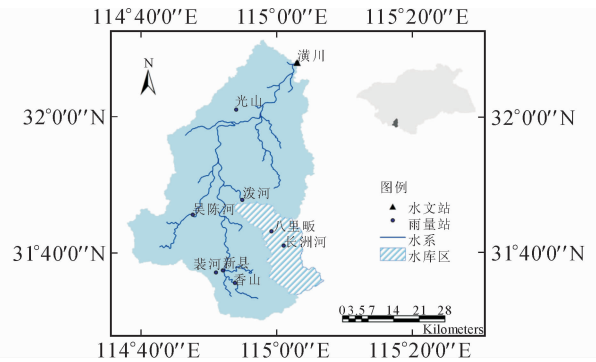 114°40′0″E 115°0′0″E 115°20′0″E
潢川
N
光山
32°0′0″N 32°0′0″N
图例
水文站
泼河
雨量站
吴陈河
八里畈
水系
长洲河
水库区
31°40′0″N 31°40′0″N
裴河 新县
香山
0 3.5 7 14 21 28
Kilometers
114°40′0″E 115°0′0″E 115°20′0″E